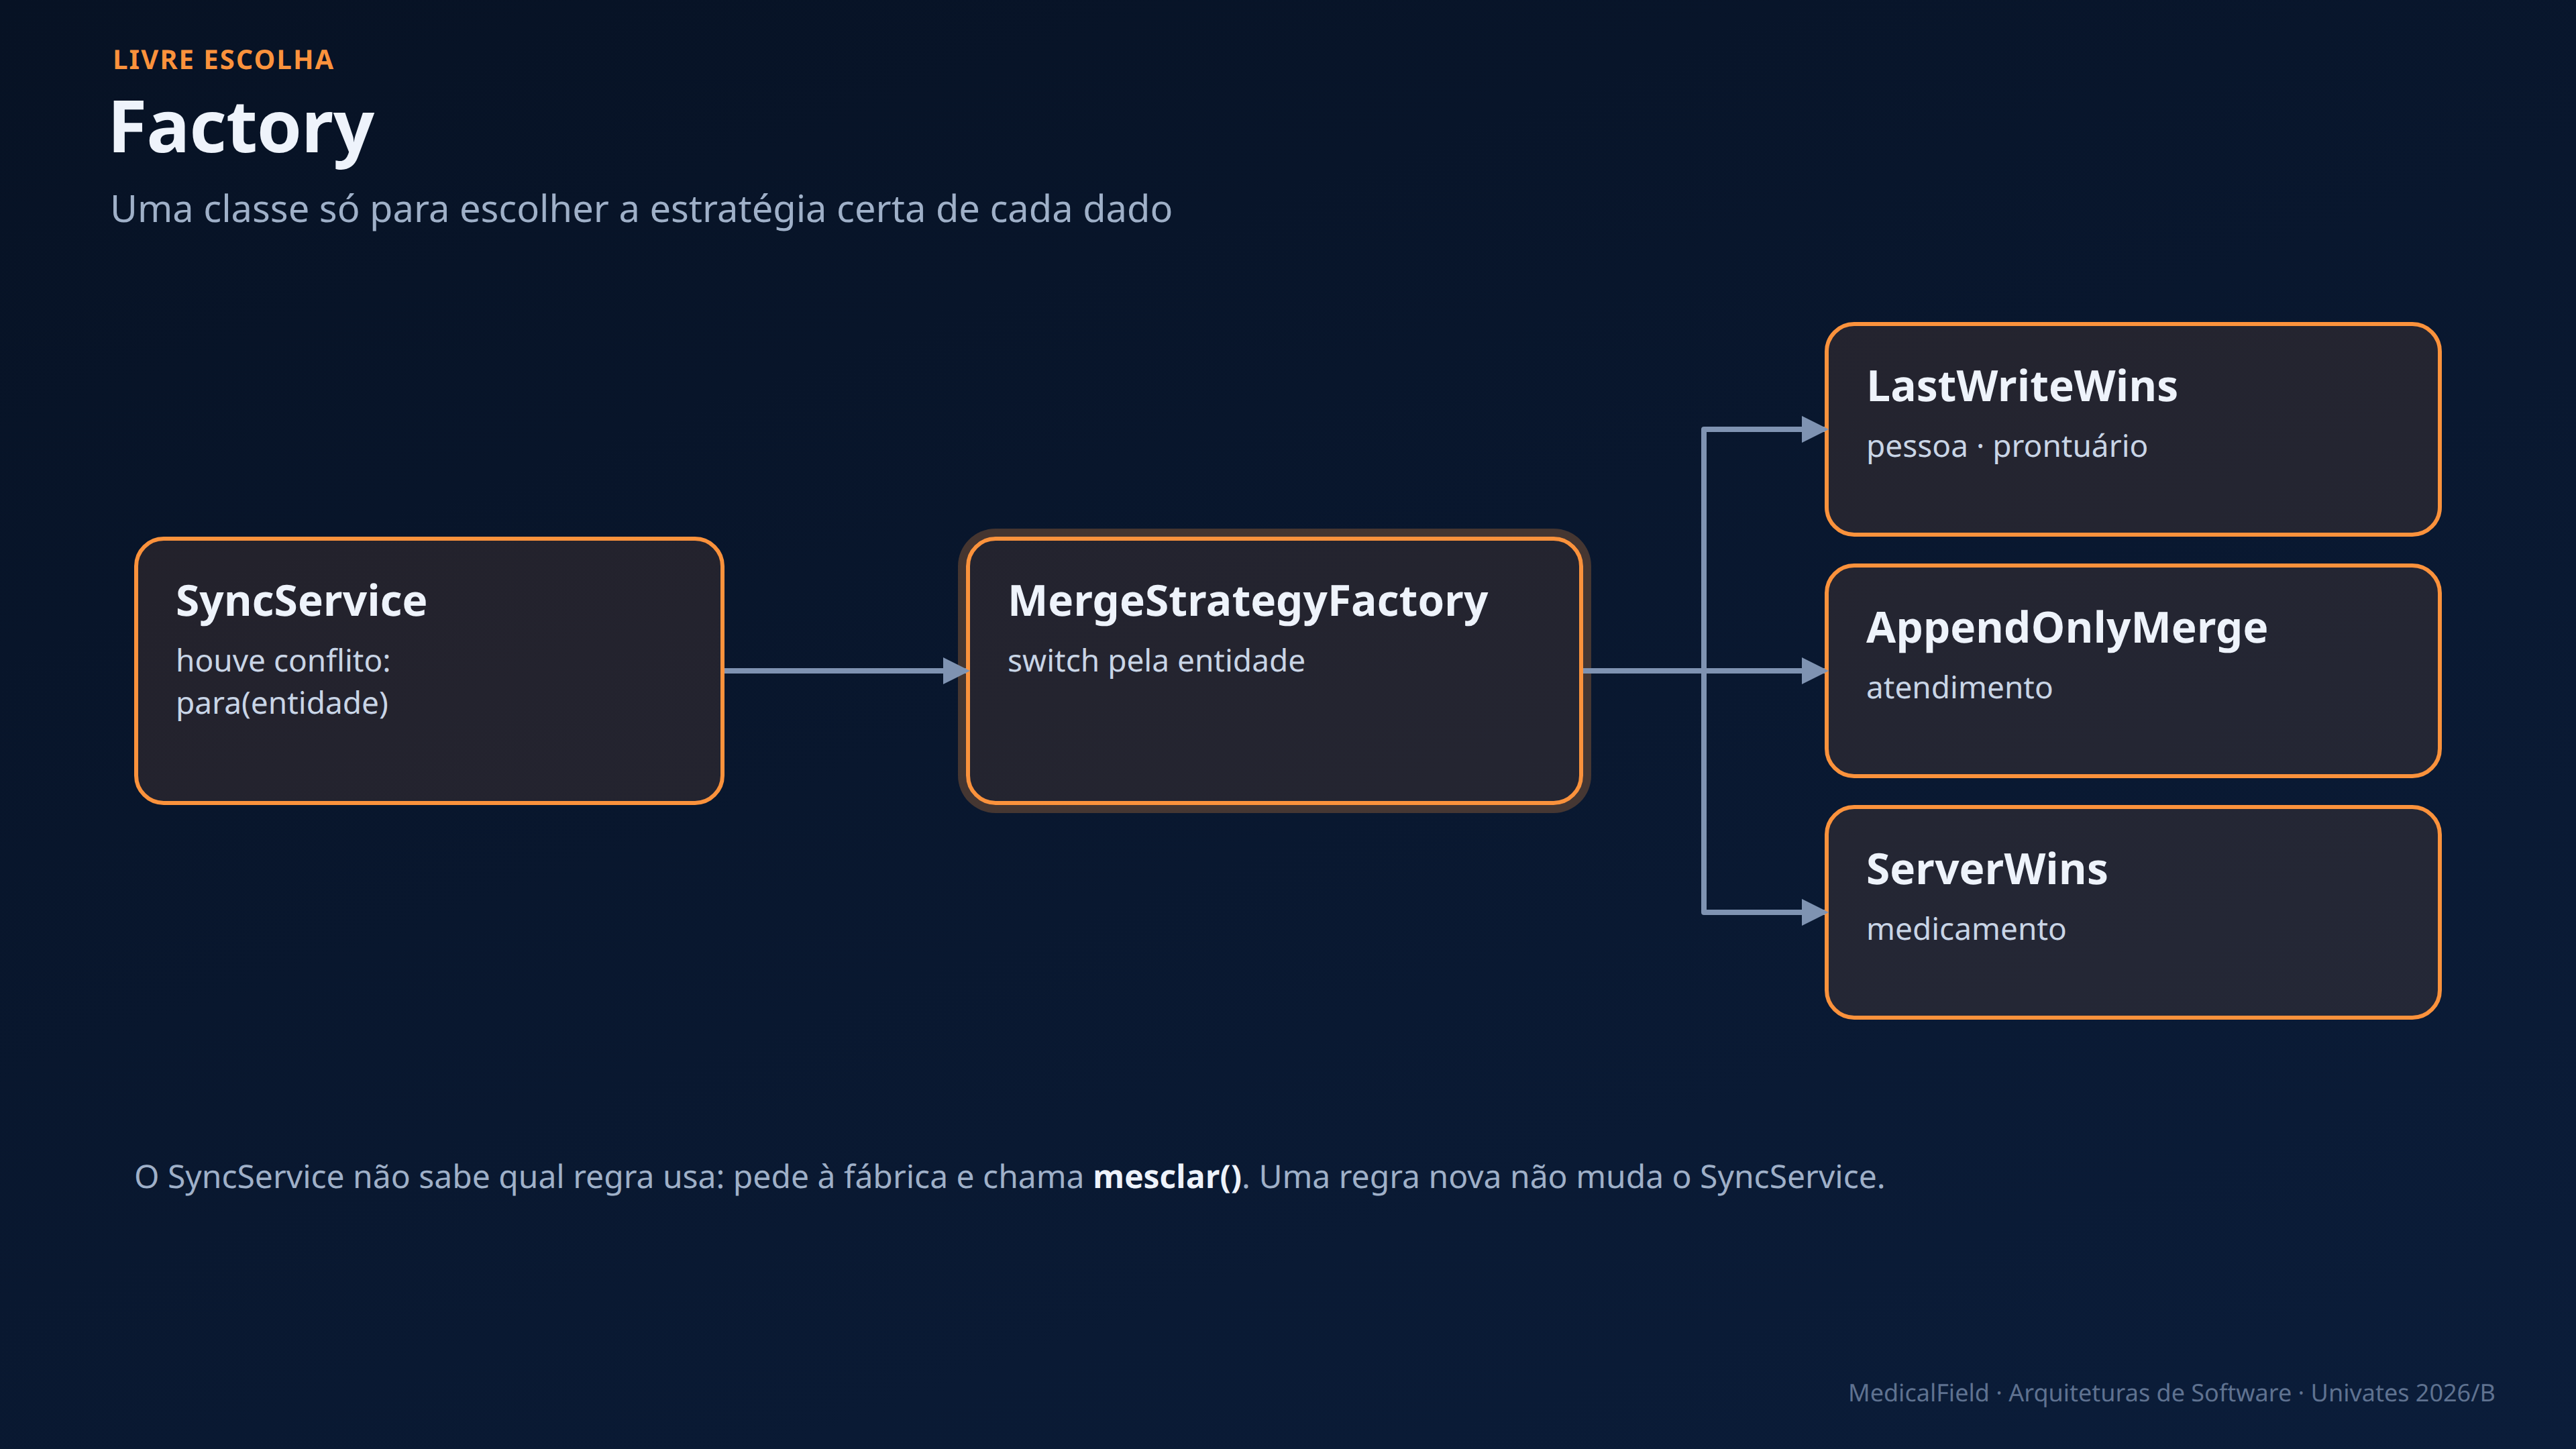 LIVRE ESCOLHA
Factory
Uma classe só para escolher a estratégia certa de cada dado
SyncService
houve conflito:
para(entidade)
MergeStrategyFactory
switch pela entidade
LastWriteWins
pessoa · prontuário
AppendOnlyMerge
atendimento
ServerWins
medicamento
O SyncService não sabe qual regra usa: pede à fábrica e chama mesclar(). Uma regra nova não muda o SyncService.
MedicalField · Arquiteturas de Software · Univates 2026/B